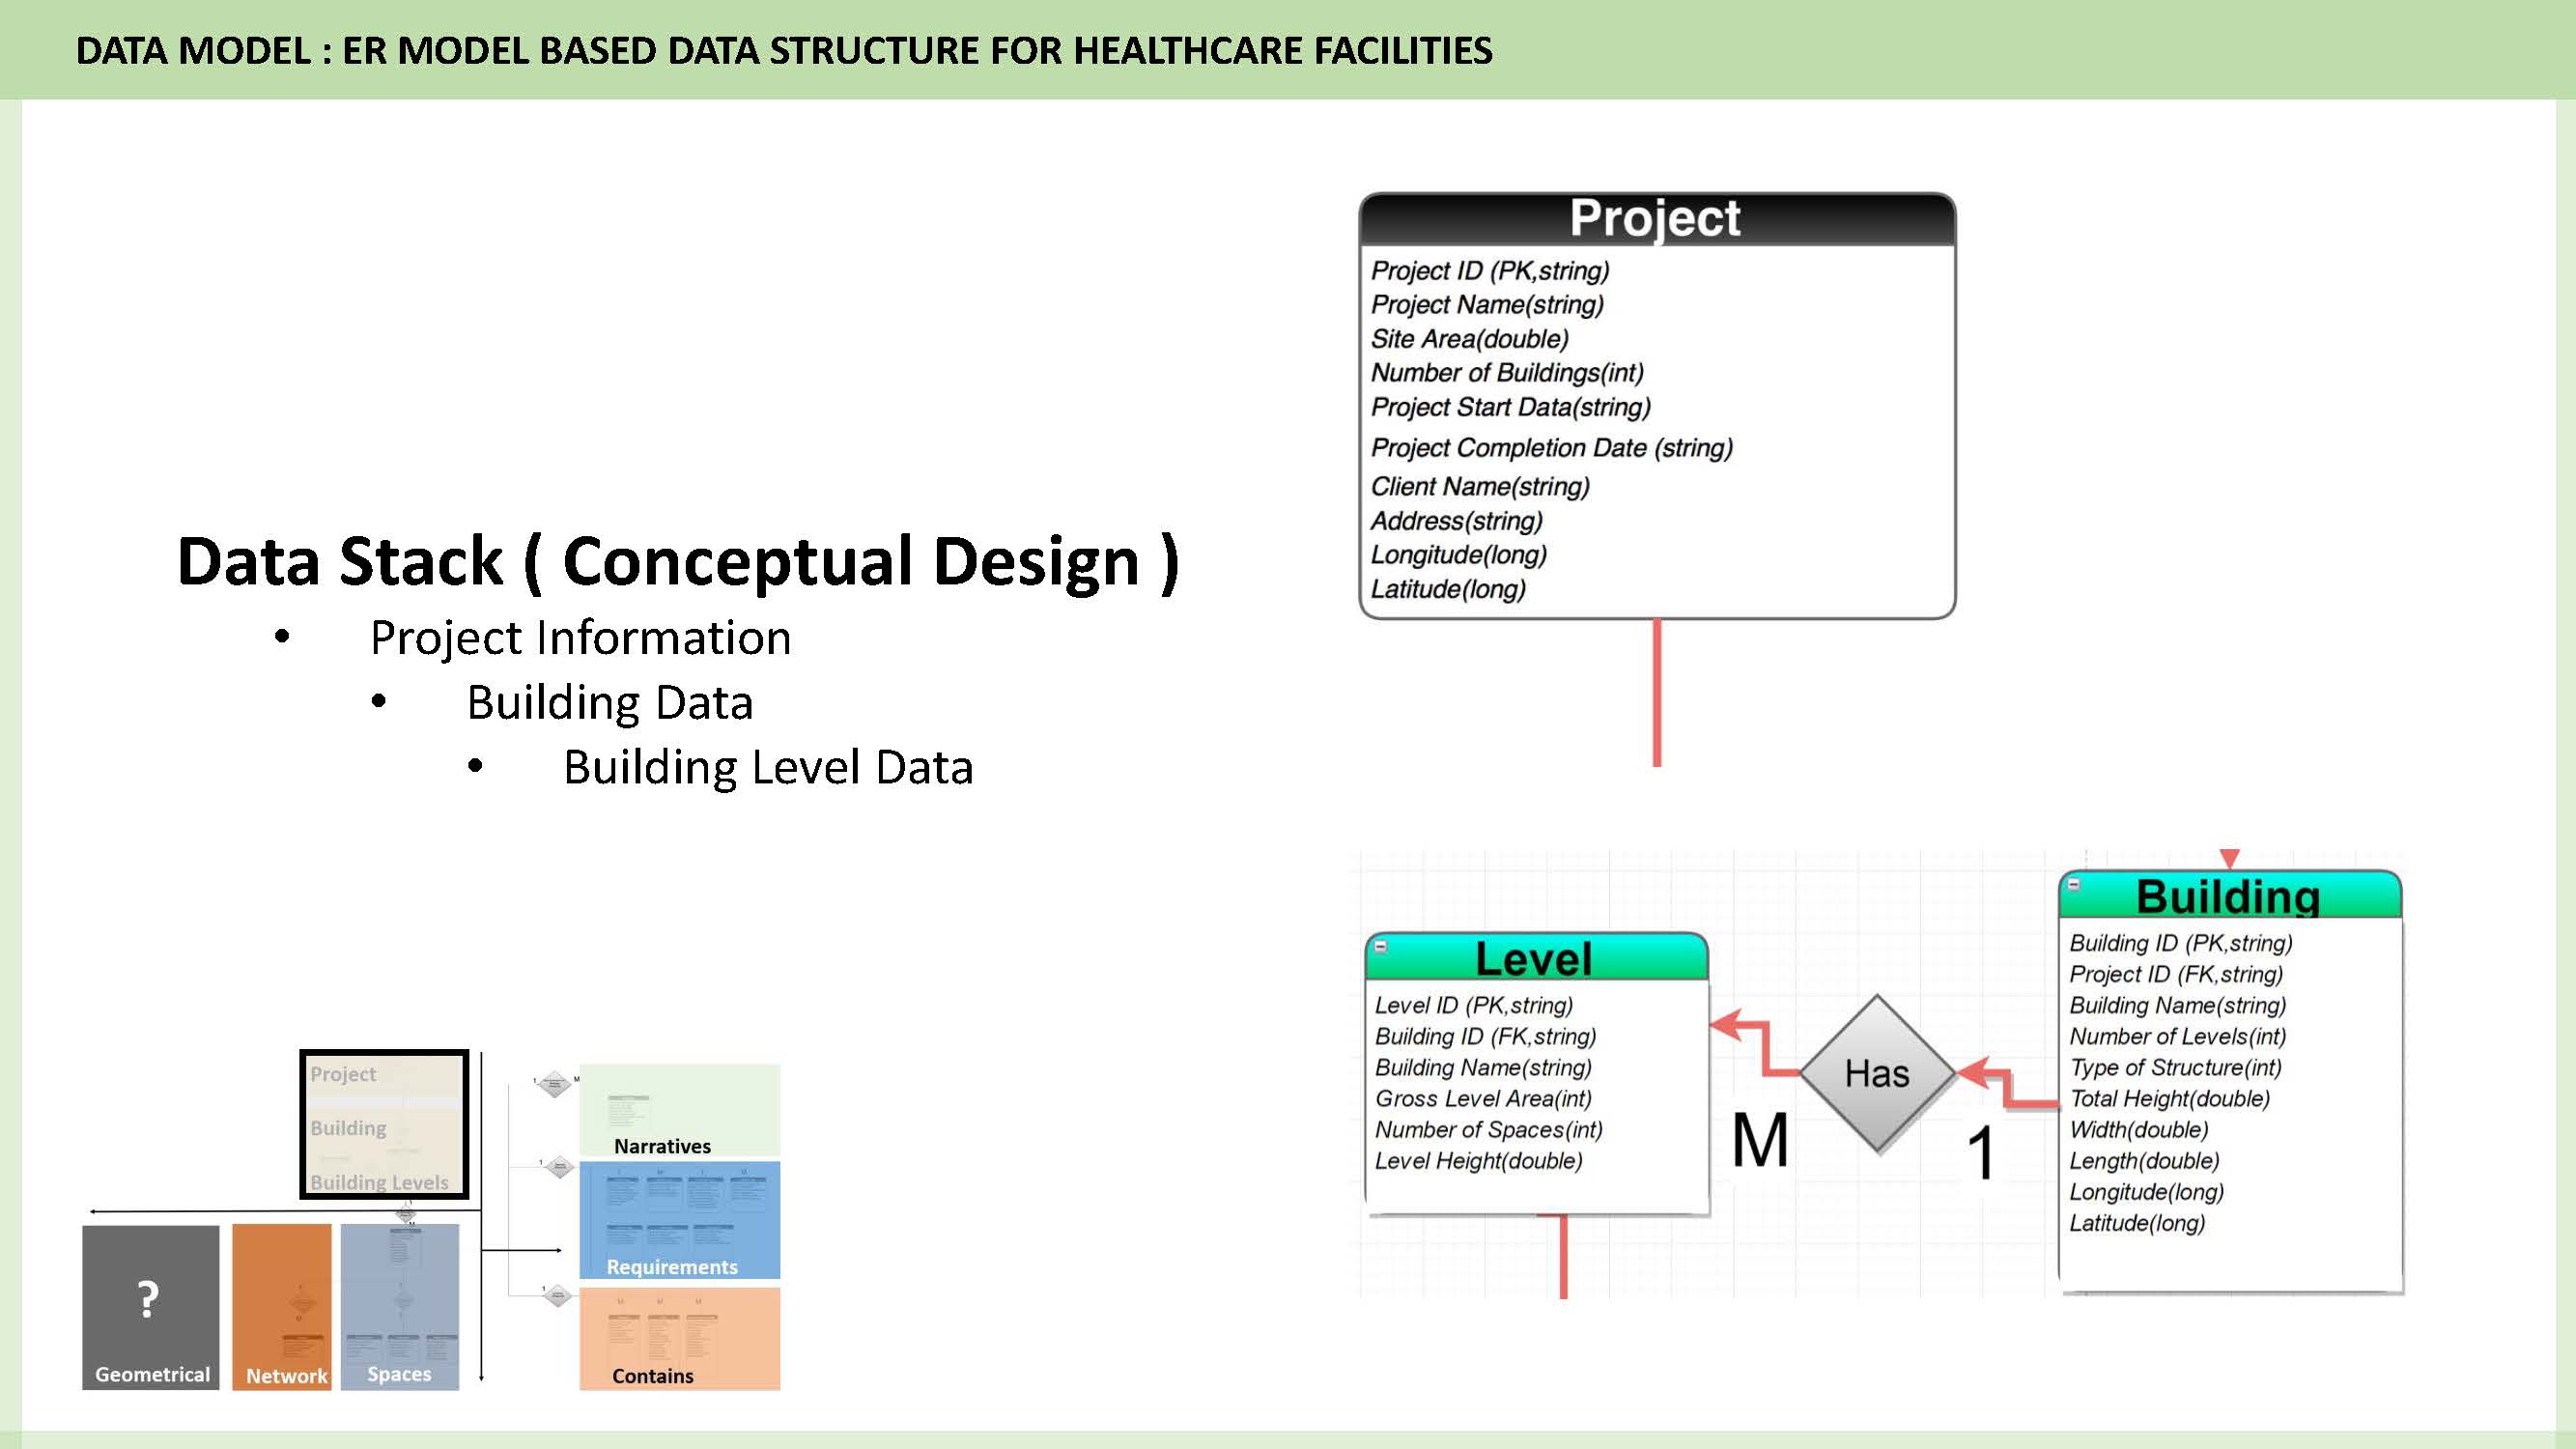 DATA MODEL : ER MODEL BASED DATA STRUCTURE FOR HEALTHCARE FACILITIES
Data Stack ( Conceptual Design )
• Project Information
• Building Data
• Building Level Data
Project
Project ID (PK,string)
Project Name(string)
Site Area(double)
Number of Buildings(int)
Project Start Data(string)
Project Completion Date (string)
Client Name(string)
Address(string)
Longitude(long)
Latitude(long)
Level
Level ID (PK,string)
Building ID (FK,string)
Building Name(string)
Gross Level Area(int)
Number of Spaces(int)
Level Height(double)
M
Has
1
Building
Building ID (PK,string)
Project ID (FK,string)
Building Name(string)
Number of Levels(int)
Type of Structure(int)
Total Height(double)
Width(double)
Length(double)
Longitude(long)
Latitude(long)
Project
Building
Building Levels
?
Geometrical
Network
Spaces
Narratives
Requirements
Contains